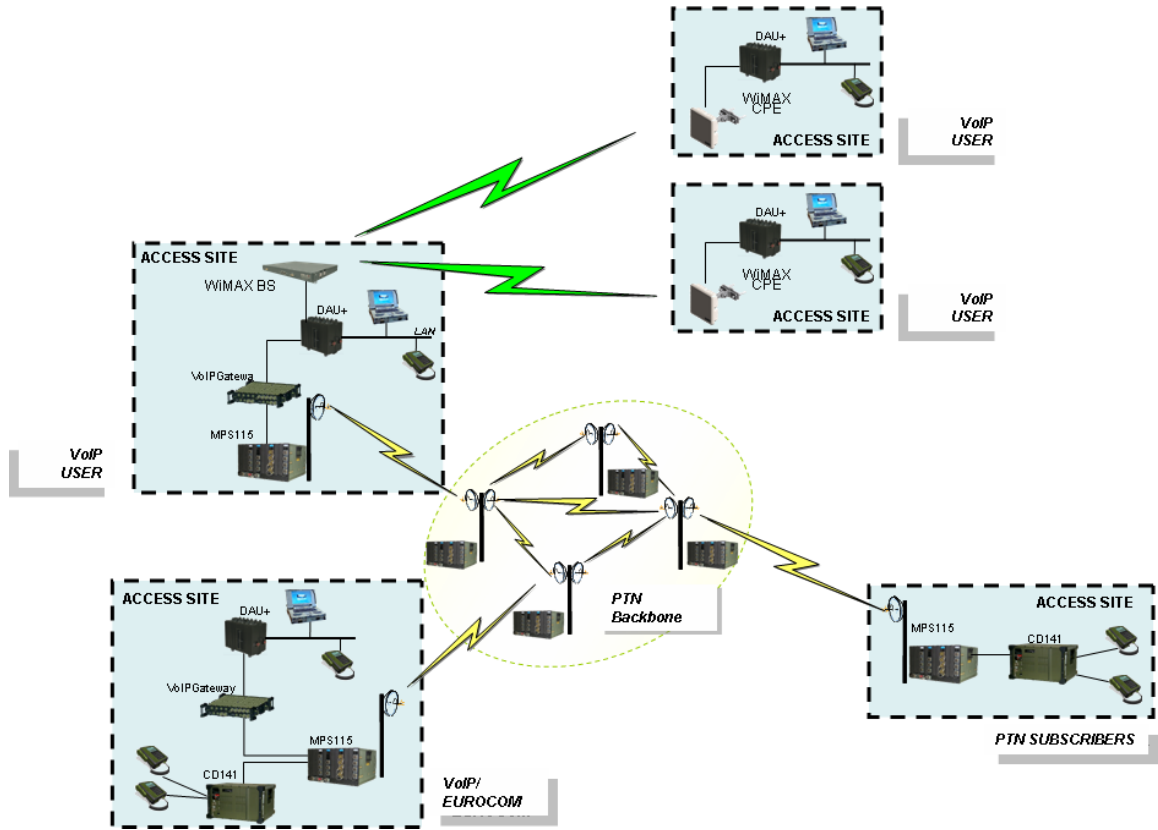 DAU+
WiMAX
CPE
ACCESS SITE
VoIP
USER
DAU+
WiMAX
CPE
ACCESS SITE
VoIP
USER
ACCESS SITE
WiMAX BS
DAU+
LAN
VoIPGatewa
MPS115
VoIP
USER
PTN
Backbone
ACCESS SITE
DAU+
VoIPGateway
MPS115
CD141
VoIP/
EUROCOM
ACCESS SITE
MPS115
CD141
PTN SUBSCRIBERS